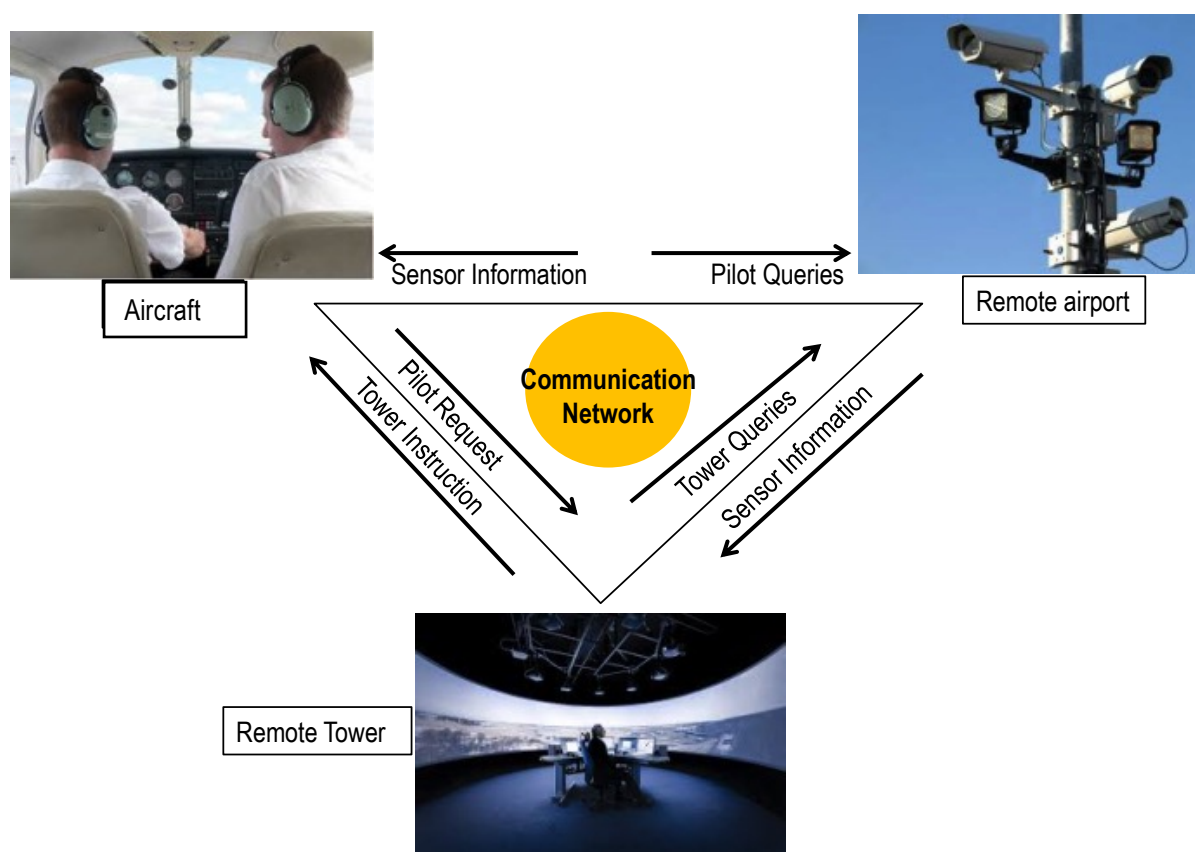 Sensor Information
Pilot Queries
Aircraft
Remote airport
Communication
Network
Pilot Request
Tower Instruction
Tower Queries
Sensor Information
Remote Tower